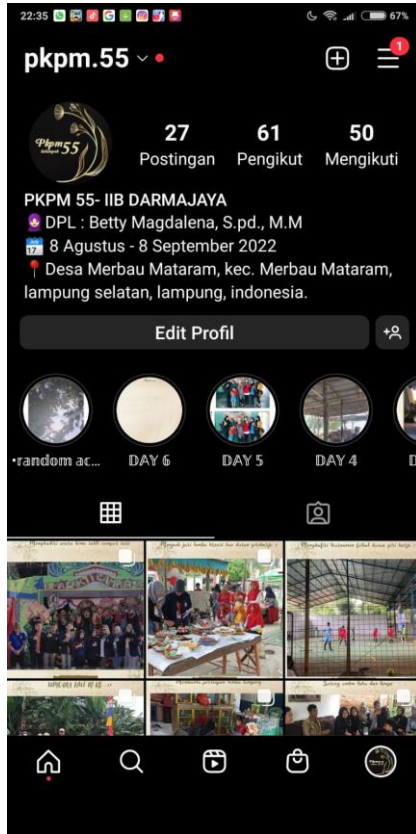 22:35
67%
pkpm.55
1
Pkpm 55
kelompok
27 61 50
Postingan Pengikut Mengikuti
PKPM 55- IIB DARMAJAYA
DPL : Betty Magdalena, S.pd., M.M
8 Agustus - 8 September 2022
Desa Merbau Mataram, kec. Merbau Mataram,
lampung selatan, lampung, indonesia.
Edit Profil
•random ac... DAY 6 DAY 5 DAY 4